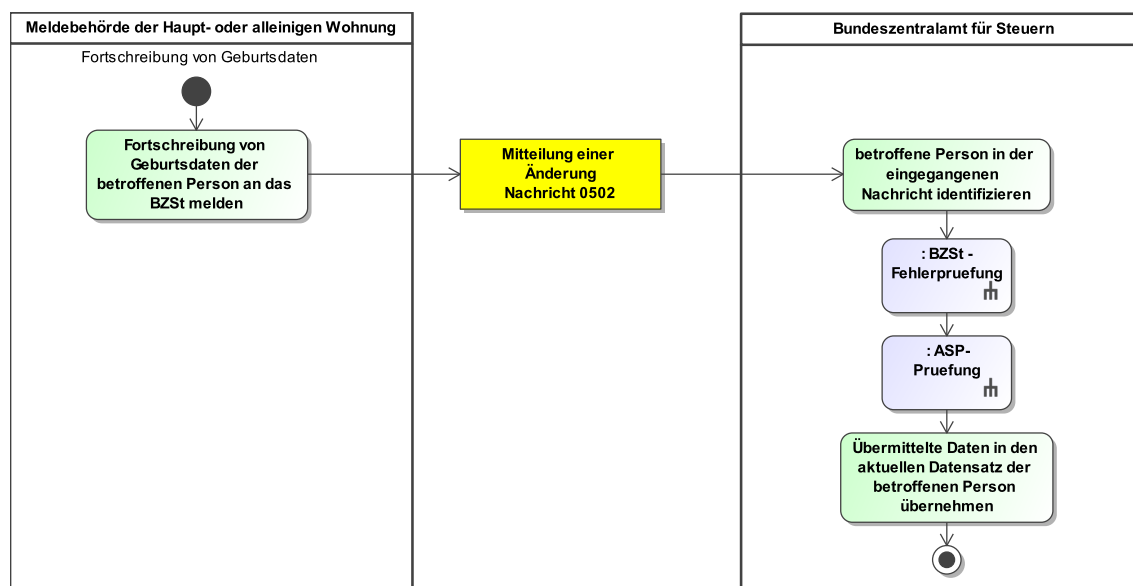 Meldebehörde der Haupt- oder alleinigen Wohnung
Fortschreibung von Geburtsdaten
Fortschreibung von
Geburtsdaten der
betroffenen Person an das
BZSt melden
Mitteilung einer
Änderung
Nachricht 0502
Bundeszentralamt für Steuern
betroffene Person in der
eingegangenen
Nachricht identifizieren
: BZSt -
Fehlerpruefung
: ASP-
Pruefung
Übermittelte Daten in den
aktuellen Datensatz der
betroffenen Person
übernehmen